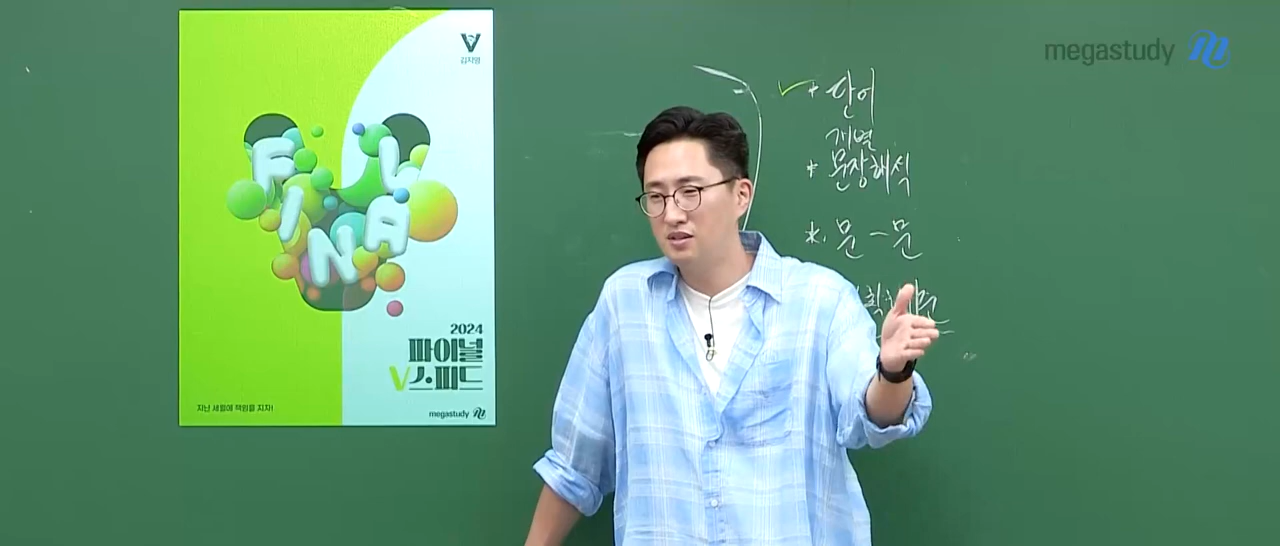 V
김지영
FINAL
2024
파이널
V스피드
지난 세월에 책임을 지자!
megastudy
megastudy
* 단어
개별
* 문장해석
* 문-문